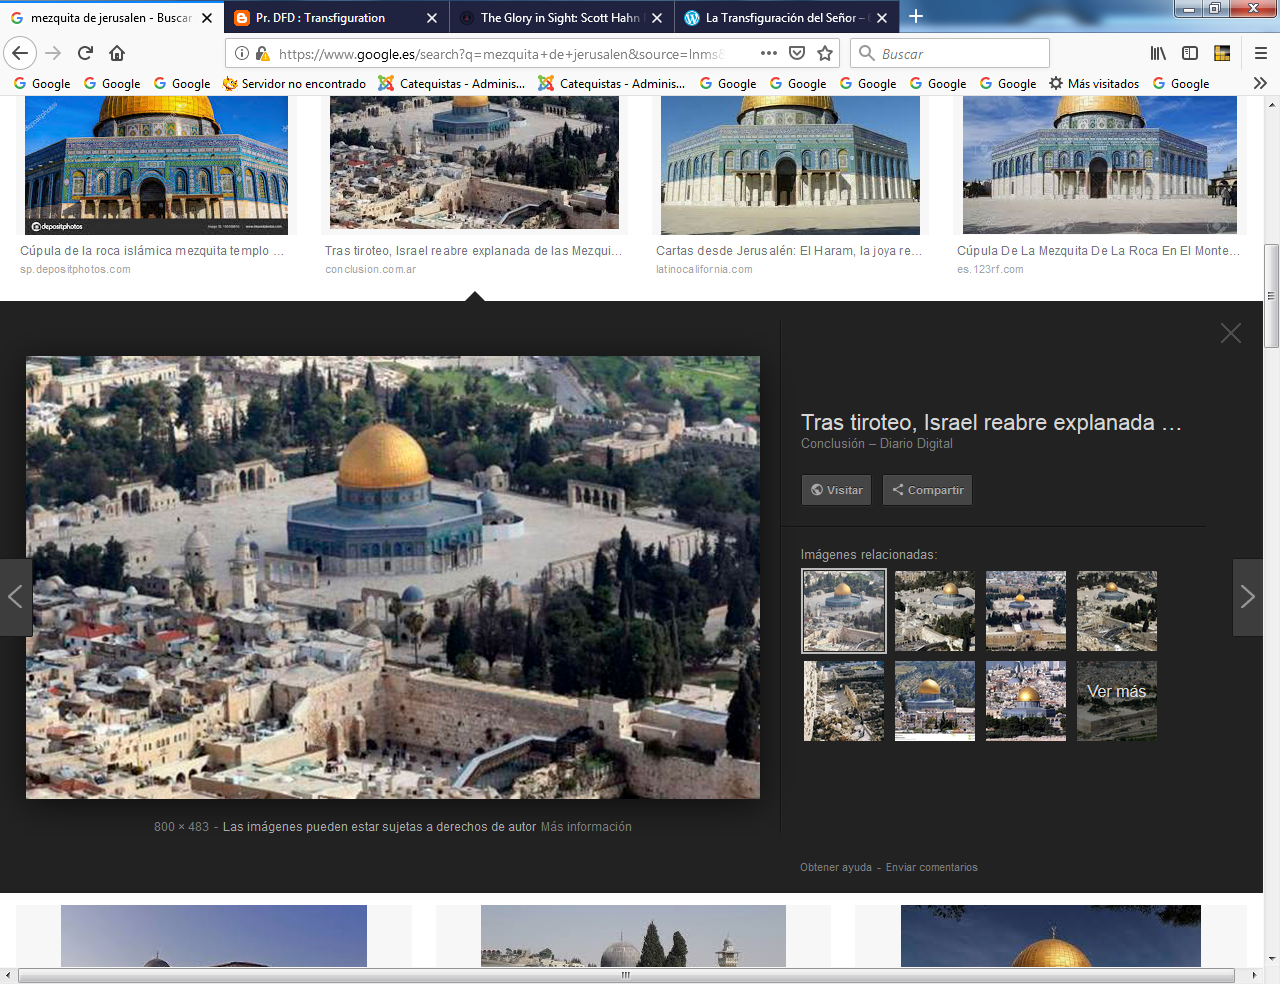 mezquita de jerusalen - Buscar
Pr. DFD : Transfiguration
The Glory in Sight: Scott Hahn
La Transfiguración del Señor –
https://www.google.es/search?q=mezquita+de+jerusalen&source=lnms&
Buscar
Google
Google
Google
Servidor no encontrado
Catequistas - Adminis...
Catequistas - Adminis...
Google
Google
Google
Google
Google
Más visitados
Google
depositphotos
Cúpula de la roca islámica mezquita templo ...
sp.depositphotos.com
Tras tiroteo, Israel reabre explanada de las Mezqui...
conclusion.com.ar
Cartas desde Jerusalén: El Haram, la joya re...
latinocalifornia.com
Cúpula De La Mezquita De La Roca En El Monte...
es.123rf.com
Tras tiroteo, Israel reabre explanada ...
Conclusión – Diario Digital
Visitar
Compartir
Imágenes relacionadas:
Ver más
800 × 483 - Las imágenes pueden estar sujetas a derechos de autor Más información
Obtener ayuda - Enviar comentarios